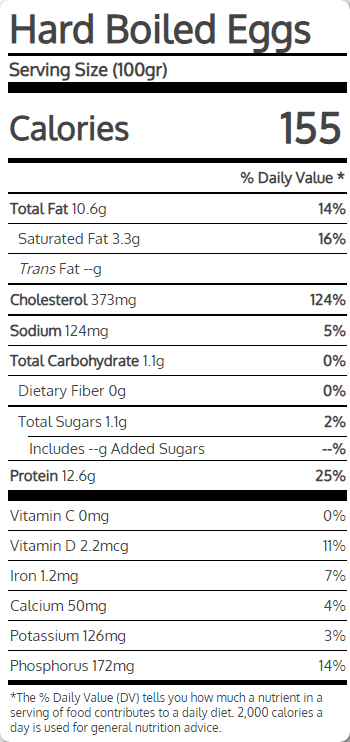 Hard Boiled Eggs
Serving Size (100gr)
Calories 155
% Daily Value *
Total Fat 10.6g 14%
Saturated Fat 3.3g 16%
Trans Fat --g
Cholesterol 373mg 124%
Sodium 124mg 5%
Total Carbohydrate 1.1g 0%
Dietary Fiber 0g 0%
Total Sugars 1.1g 2%
Includes --g Added Sugars --%
Protein 12.6g 25%
Vitamin C 0mg 0%
Vitamin D 2.2mcg 11%
Iron 1.2mg 7%
Calcium 50mg 4%
Potassium 126mg 3%
Phosphorus 172mg 14%
*The % Daily Value (DV) tells you how much a nutrient in a
serving of food contributes to a daily diet. 2,000 calories a
day is used for general nutrition advice.